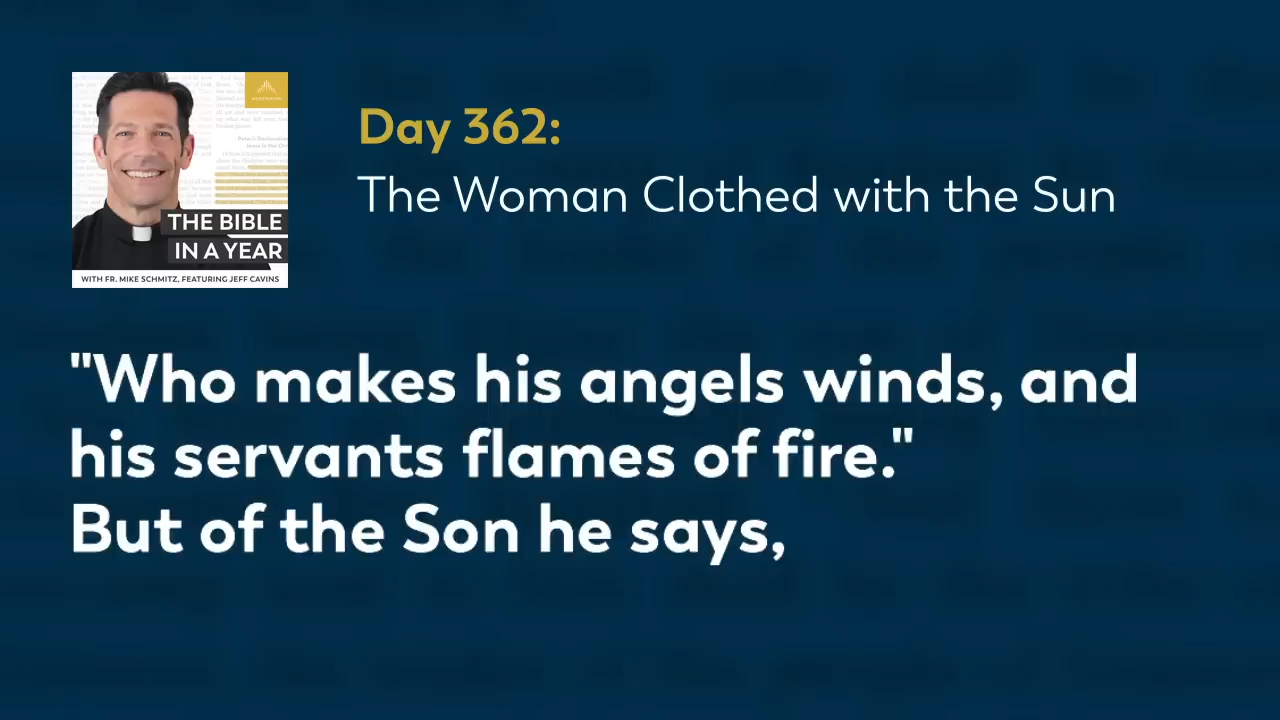 Day 362:
The Woman Clothed with the Sun
THE BIBLE
IN A YEAR
WITH FR. MIKE SCHMITZ, FEATURING JEFF CAVINS
"Who makes his angels winds, and
his servants flames of fire."
But of the Son he says,